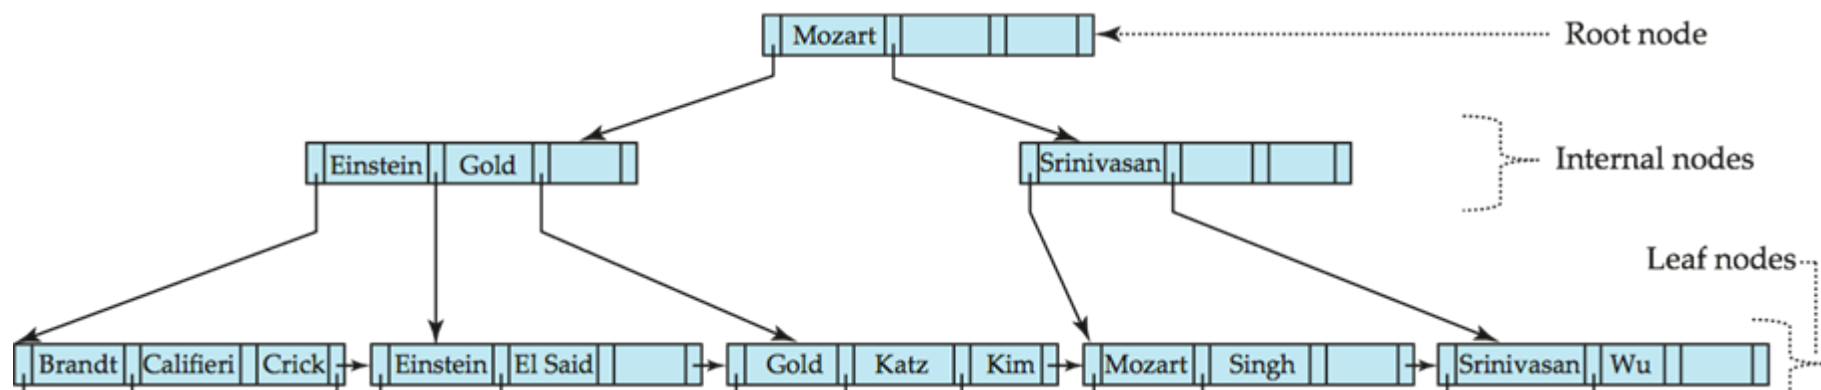 Mozart
Root node
Einstein Gold
Srinivasan
Internal nodes
Leaf nodes
Brandt Califieri Crick Einstein El Said Gold Katz Kim Mozart Singh Srinivasan Wu